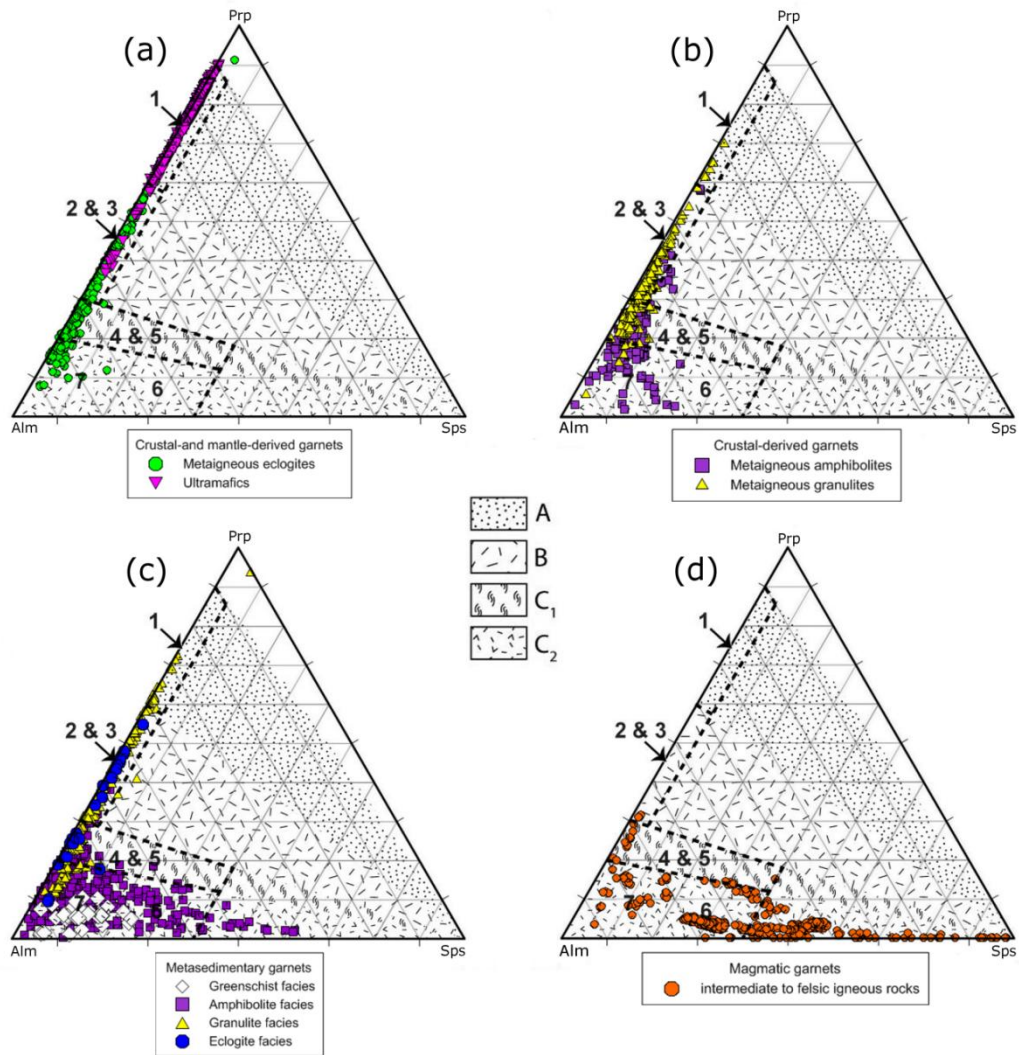 Prp
(a)
1
2 & 3
4 & 5
7
6
Alm
Sps
Crustal-and mantle-derived garnets
Metaigneous eclogites
Ultramafics
Prp
(b)
1
2 & 3
4 & 5
7
6
Alm
Sps
Crustal-derived garnets
Metaigneous amphibolites
Metaigneous granulites
A
B
C1
C2
Prp
(c)
1
2 & 3
4 & 5
7
6
Alm
Sps
Metasedimentary garnets
Greenschist facies
Amphibolite facies
Granulite facies
Eclogite facies
Prp
(d)
1
2 & 3
4 & 5
7
6
Alm
Sps
Magmatic garnets
intermediate to felsic igneous rocks